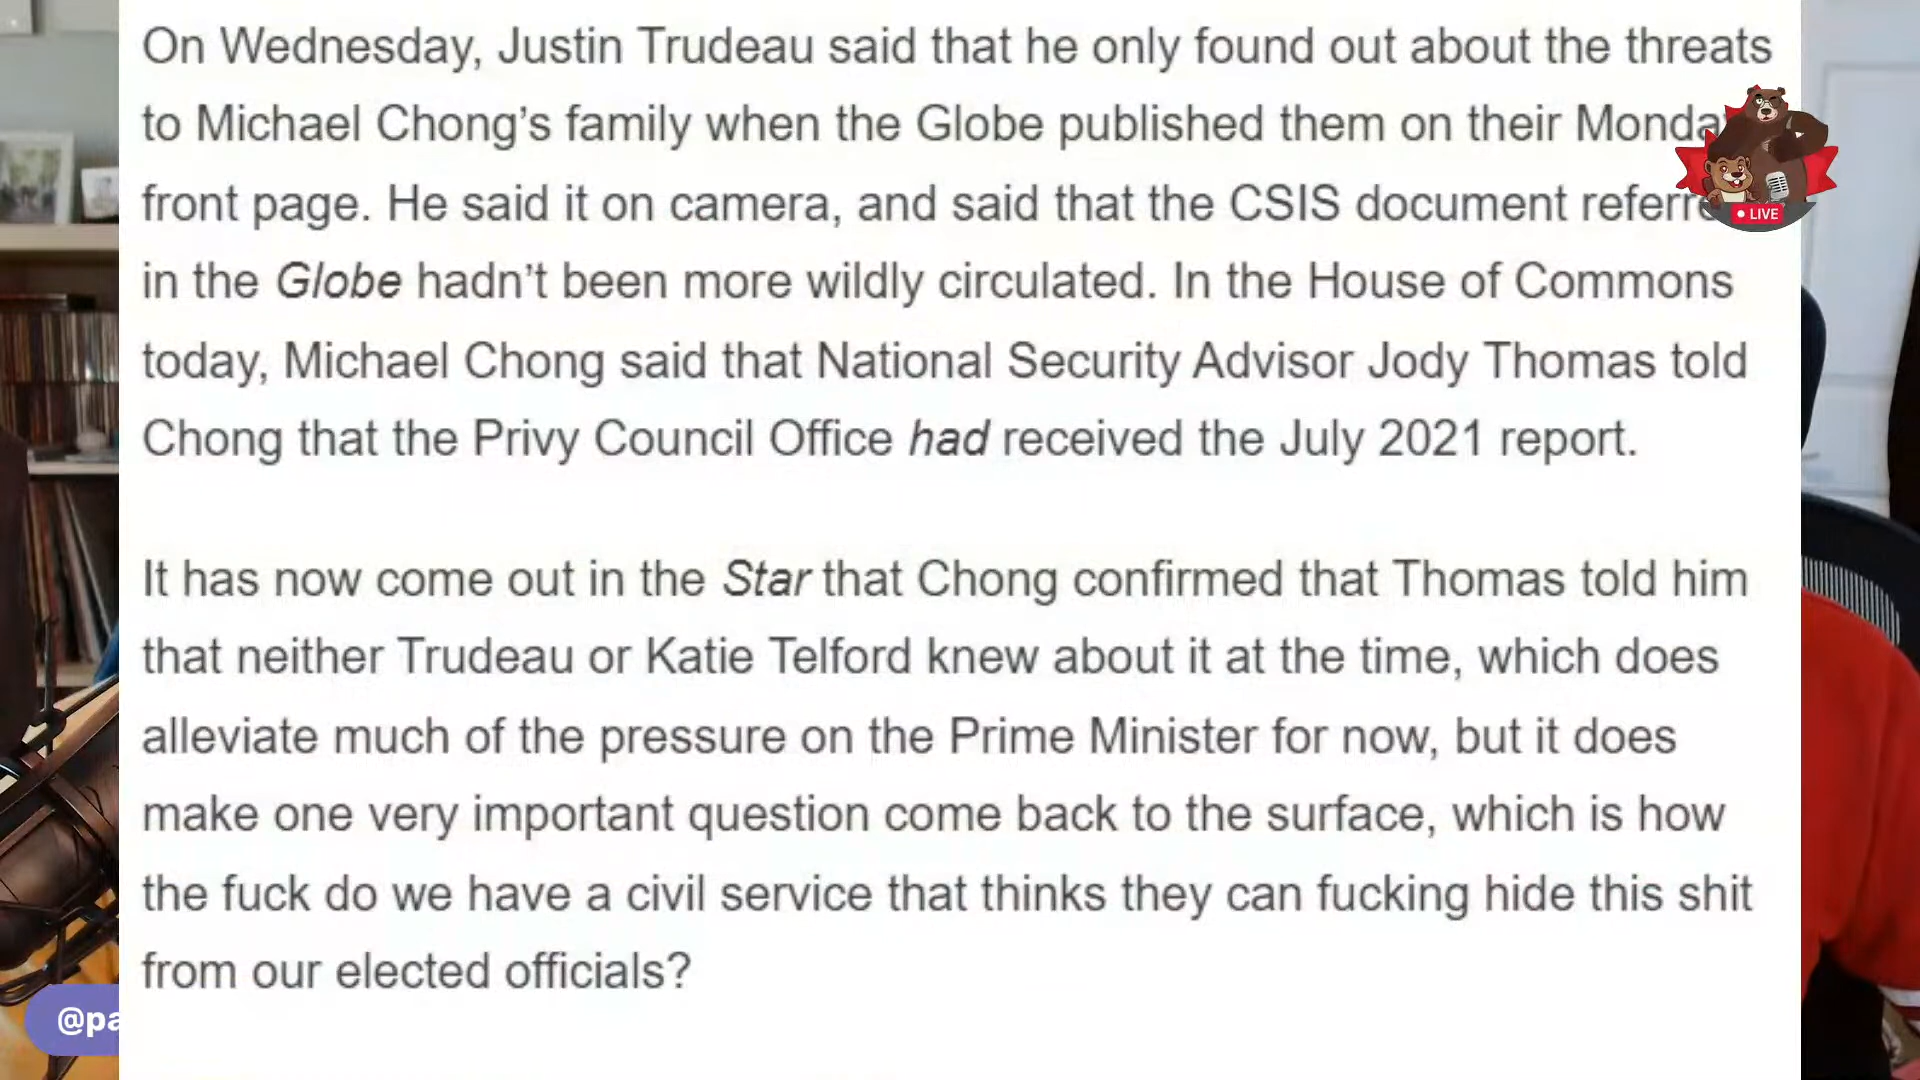 On Wednesday, Justin Trudeau said that he only found out about the threats
to Michael Chong’s family when the Globe published them on their
front page. He said it on camera, and said that the CSIS document
in the Globe hadn’t been more wildly circulated. In the House of Commons
today, Michael Chong said that National Security Advisor Jody Thomas told
Chong that the Privy Council Office had received the July 2021 report.
It has now come out in the Star that Chong confirmed that Thomas told him
that neither Trudeau or Katie Telford knew about it at the time, which does
alleviate much of the pressure on the Prime Minister for now, but it does
make one very important question come back to the surface, which is how
the fuck do we have a civil service that thinks they can fucking hide this shit
from our elected officials?
LIVE
@pa